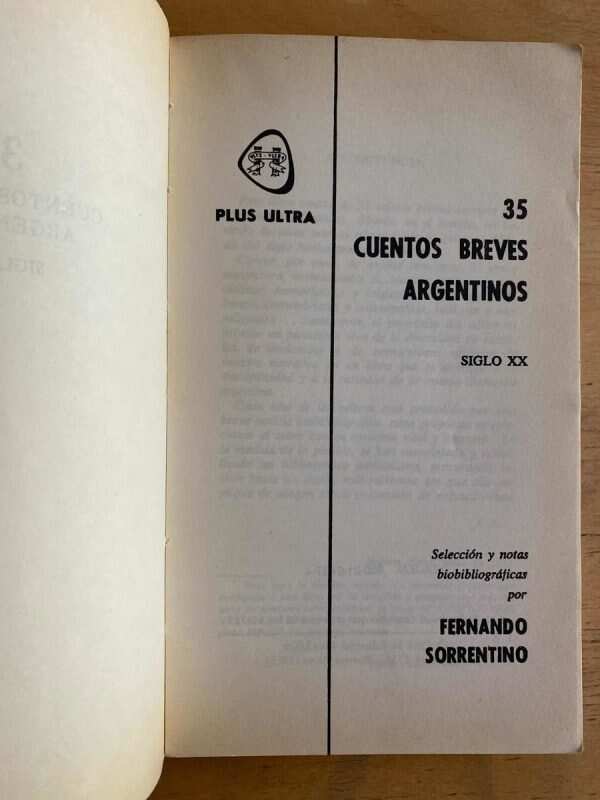 PLUS ULTRA
35
CUENTOS BREVES
ARGENTINOS
SIGLO XX
Selección y notas
biobibliográficas
por
FERNANDO
SORRENTINO